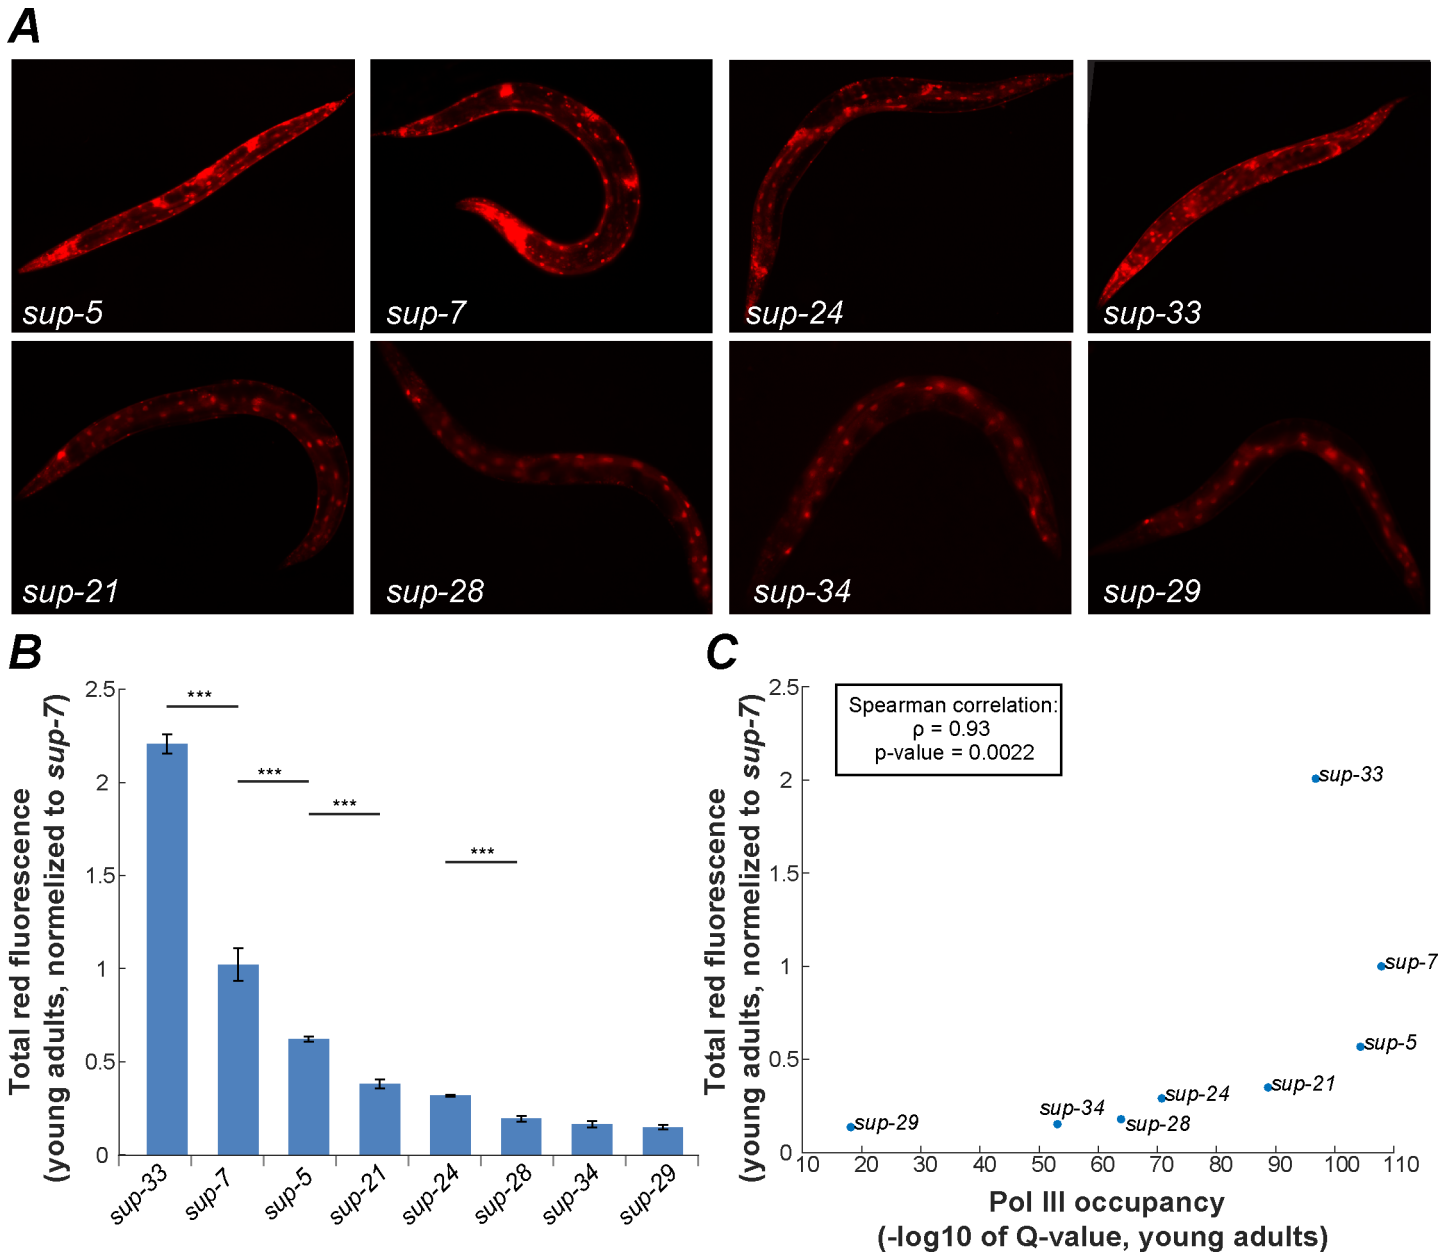 A
sup-5
sup-7
sup-24
sup-33
sup-21
sup-28
sup-34
sup-29
B
Total red fluorescence
(young adults, normelized to sup-7)
2.5
2
1.5
1
0.5
0
***
***
***
***
sup-33
sup-7
sup-5
sup-21
sup-24
sup-28
sup-34
sup-29
C
Total red fluorescence
(young adults, normelized to sup-7)
2.5
2
1.5
1
0.5
0
Spearman correlation:
ρ = 0.93
p-value = 0.0022
sup-33
sup-7
sup-5
sup-21
sup-24
sup-34
sup-28
sup-29
10 20 30 40 50 60 70 80 90 100 110
Pol III occupancy
(-log10 of Q-value, young adults)